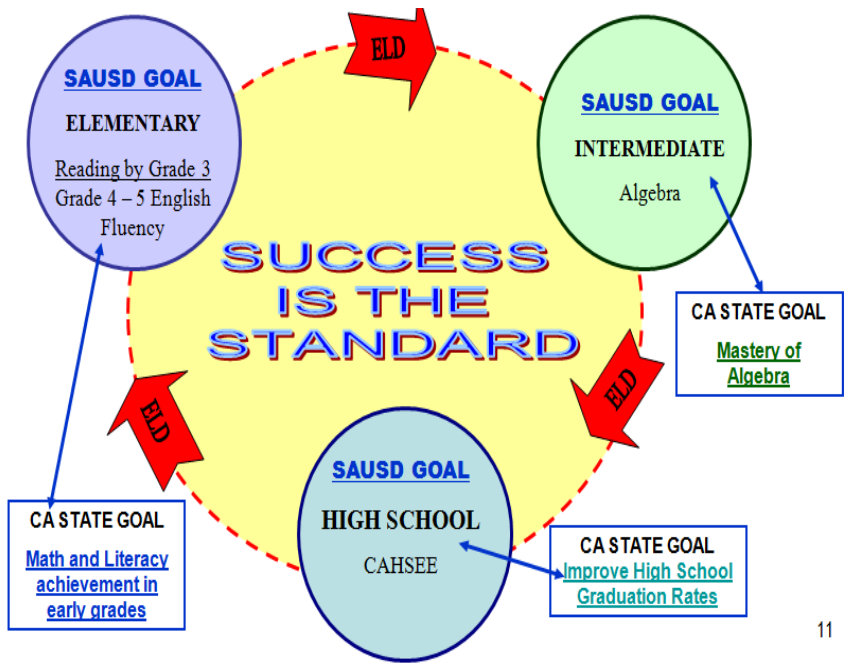 ELD
SAUSD GOAL
ELEMENTARY
Reading by Grade 3
Grade 4 – 5 English
Fluency
SAUSD GOAL
INTERMEDIATE
Algebra
SUCCESS
IS THE
STANDARD
CA STATE GOAL
Mastery of
Algebra
ELD
ELD
SAUSD GOAL
HIGH SCHOOL
CAHSEE
CA STATE GOAL
Math and Literacy
achievement in
early grades
CA STATE GOAL
Improve High School
Graduation Rates
11